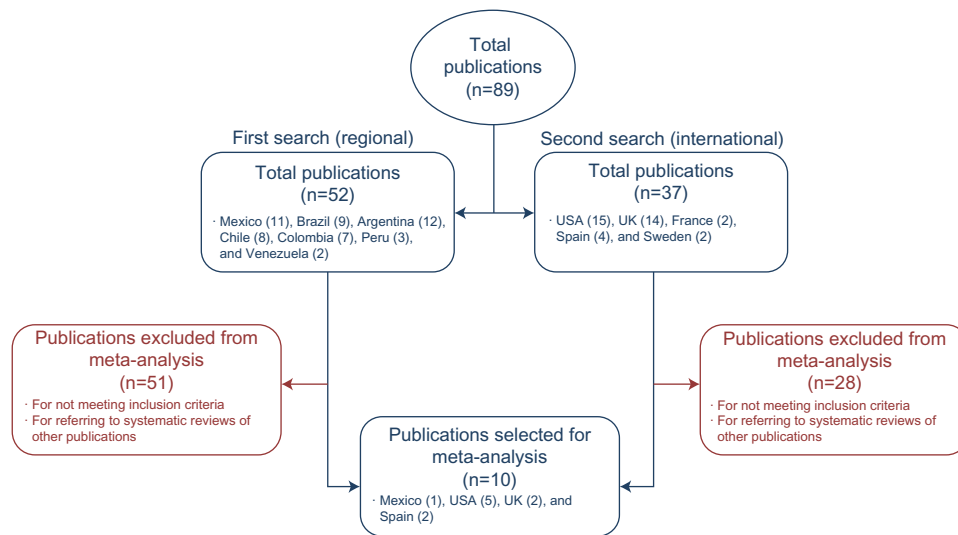 Total
publications
(n=89)
First search (regional)
Second search (international)
Total publications
(n=52)
· Mexico (11), Brazil (9), Argentina (12),
Chile (8), Colombia (7), Peru (3),
and Venezuela (2)
Total publications
(n=37)
· USA (15), UK (14), France (2),
Spain (4), and Sweden (2)
Publications excluded from
meta-analysis
(n=51)
· For not meeting inclusion criteria
· For referring to systematic reviews of
other publications
Publications excluded from
meta-analysis
(n=28)
· For not meeting inclusion criteria
· For referring to systematic reviews of
other publications
Publications selected for
meta-analysis
(n=10)
· Mexico (1), USA (5), UK (2), and
Spain (2)